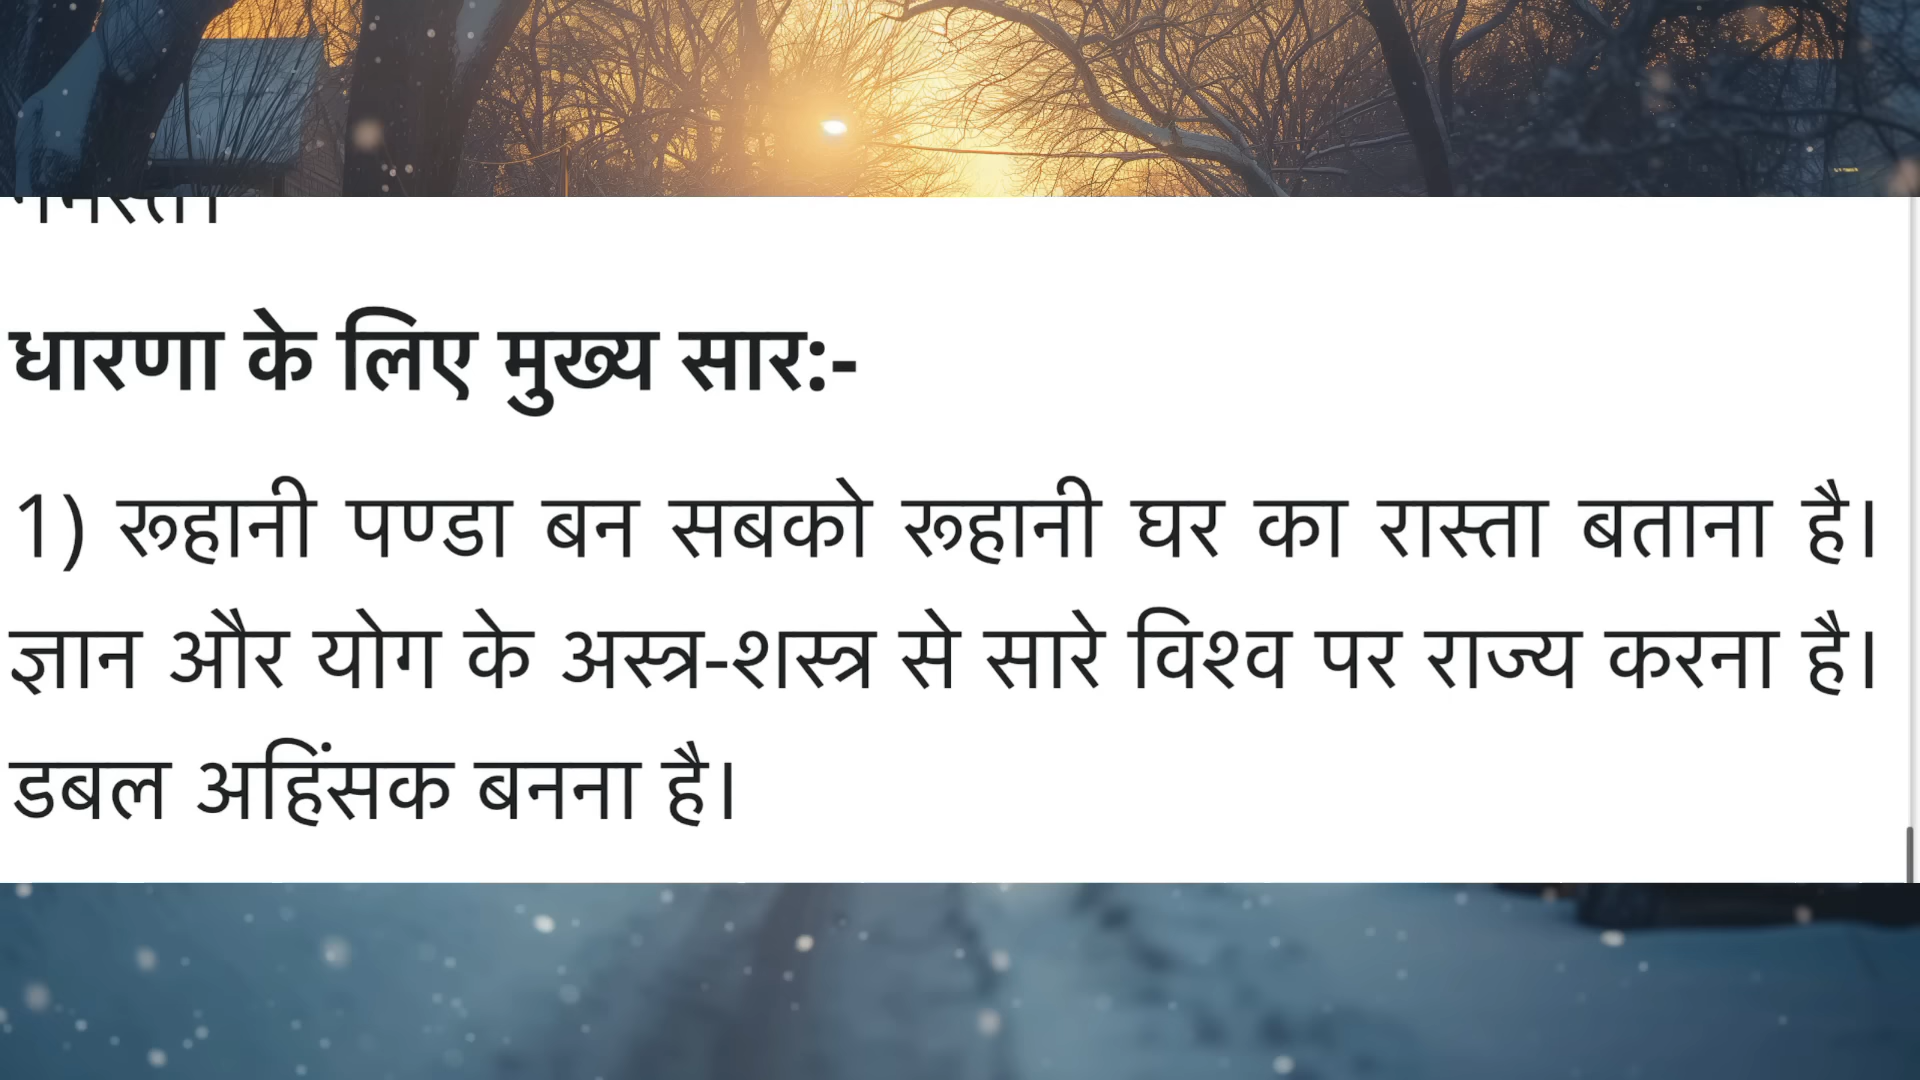 धारणा के लिए मुख्य सार:-
1) रूहानी पण्डा बन सबको रूहानी घर का रास्ता बताना है।
ज्ञान और योग के अस्त्र-शस्त्र से सारे विश्व पर राज्य करना है।
डबल अहिंसक बनना है।